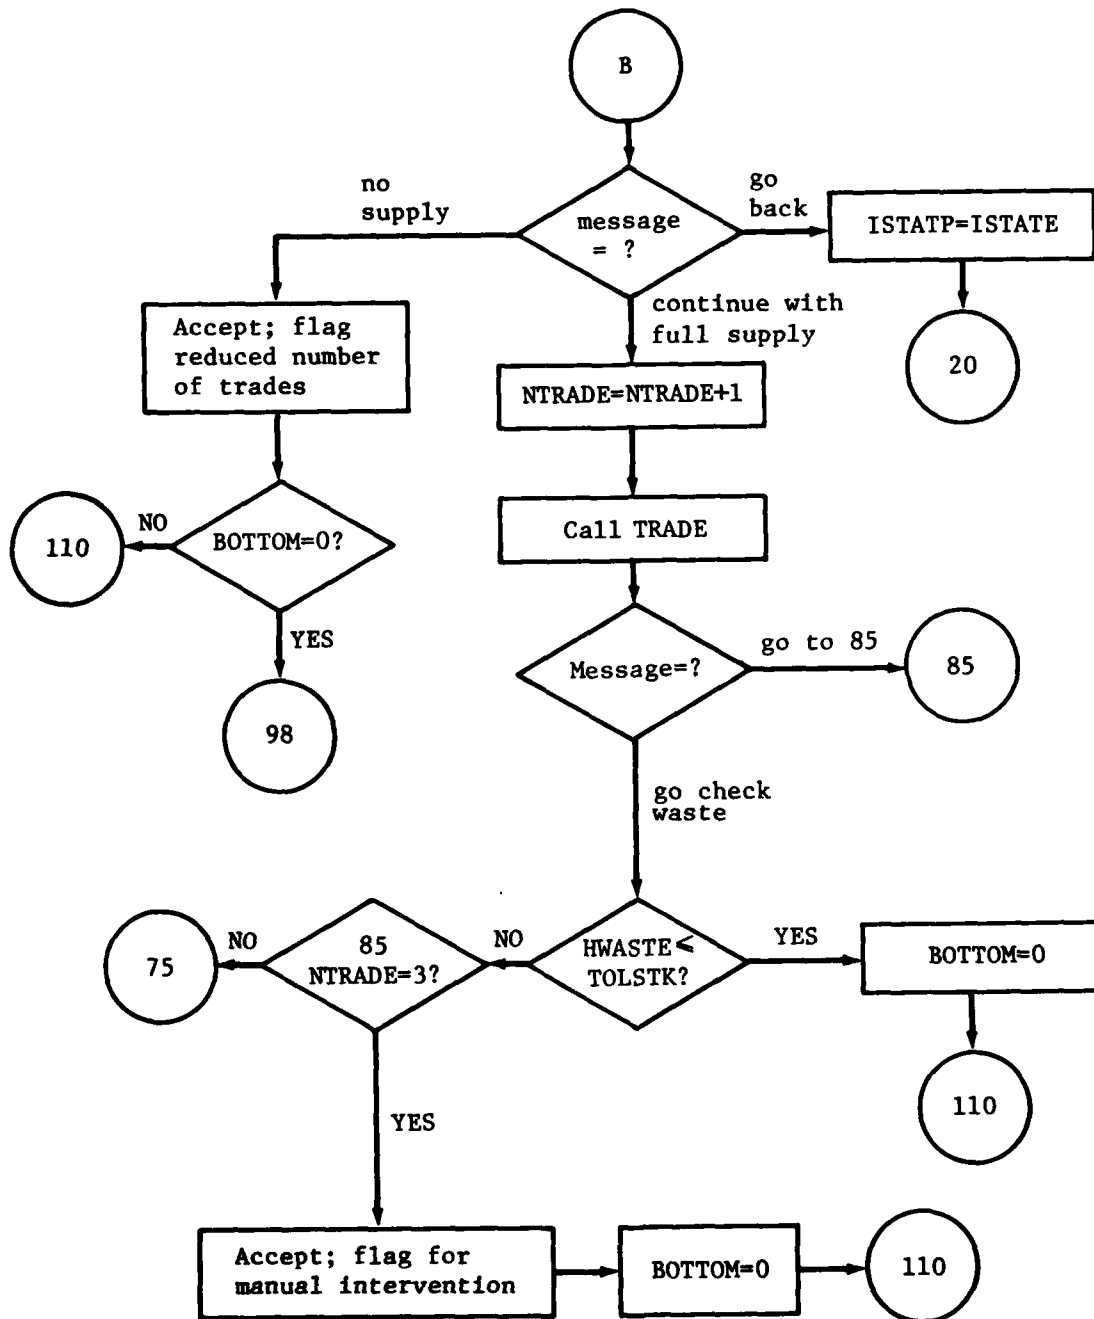 B
no
supply
message
= ?
go
back
ISTATP=ISTATE
20
continue with
full supply
Accept; flag
reduced number
of trades
NTRADE=NTRADE+1
Call TRADE
110
NO
BOTTOM=0?
YES
98
Message=?
go to 85
85
go check
waste
75
NO
85
NTRADE=3?
NO
HWASTE≤
TOLSTK?
YES
BOTTOM=0
110
YES
Accept; flag for
manual intervention
BOTTOM=0
110